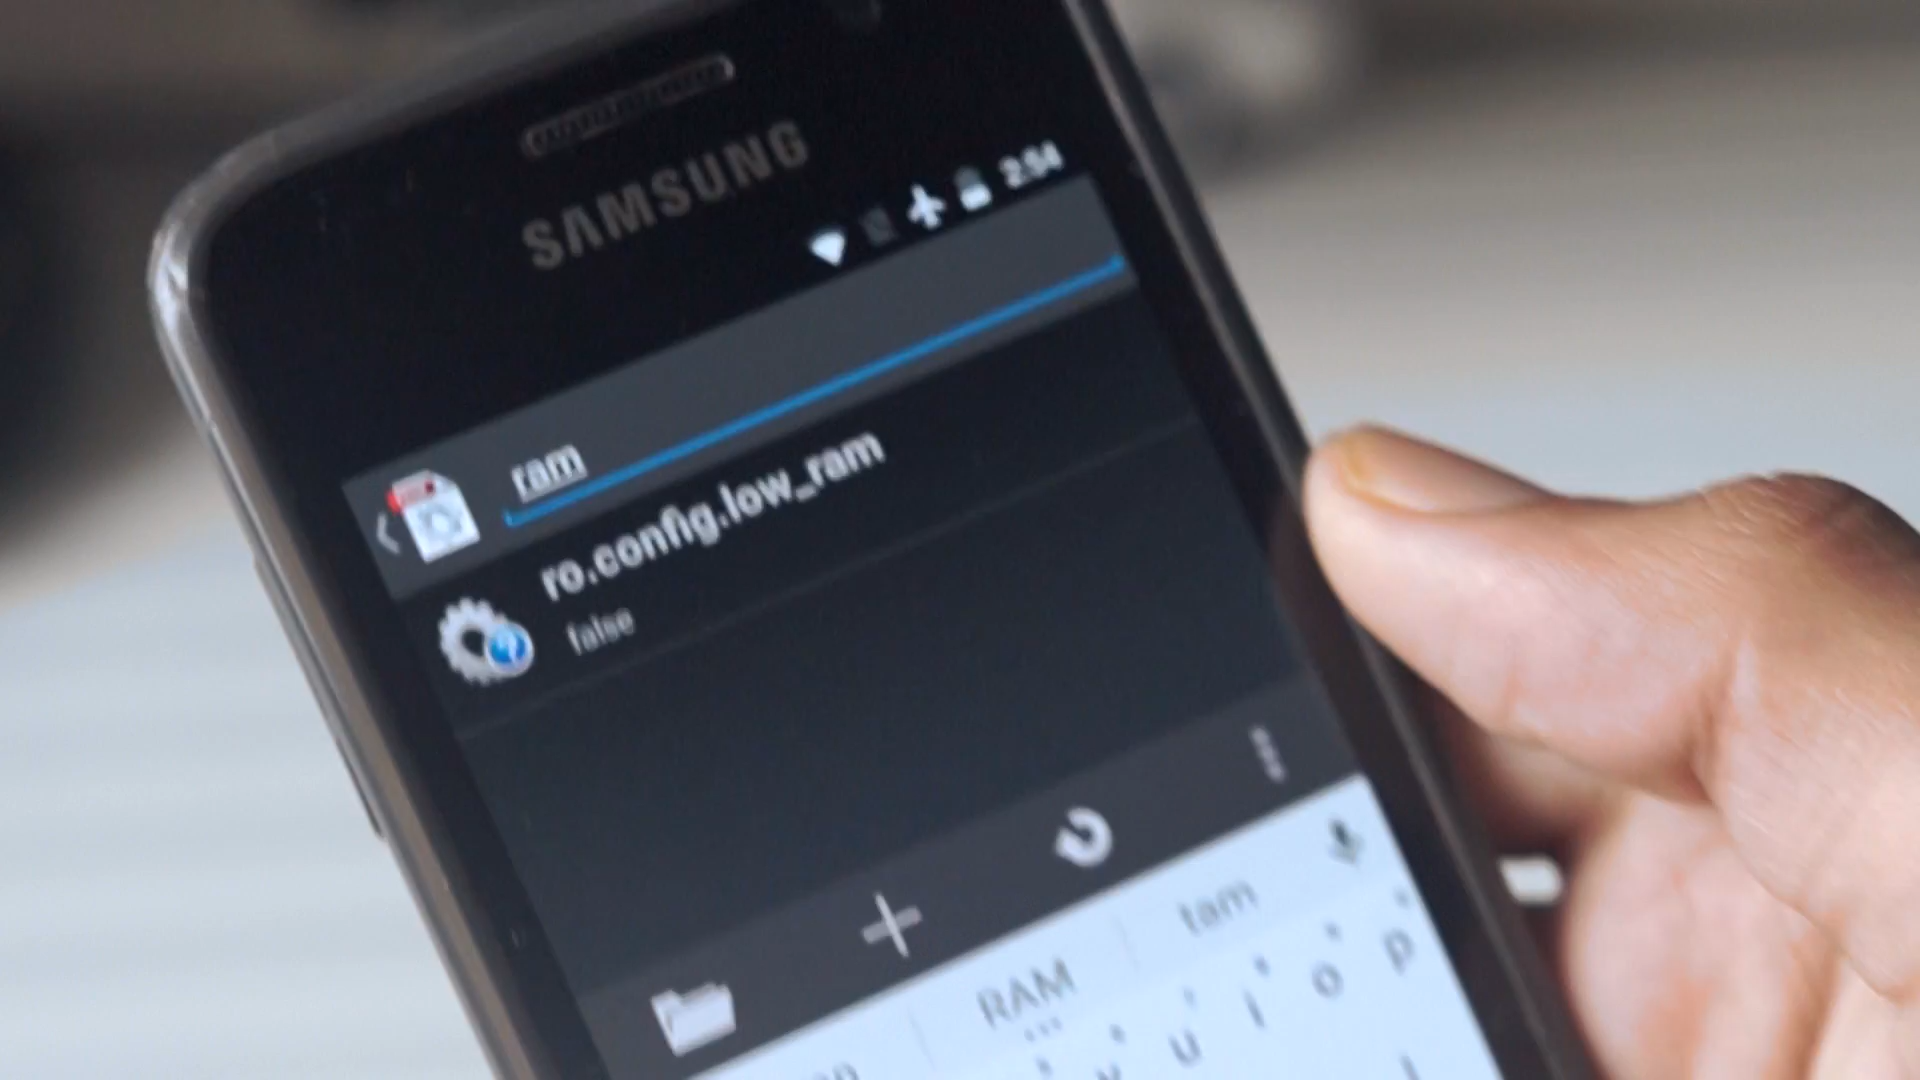 SAMSUNG
2:54
ram
ro.config.low_ram
false
RAM
tam
u i o p